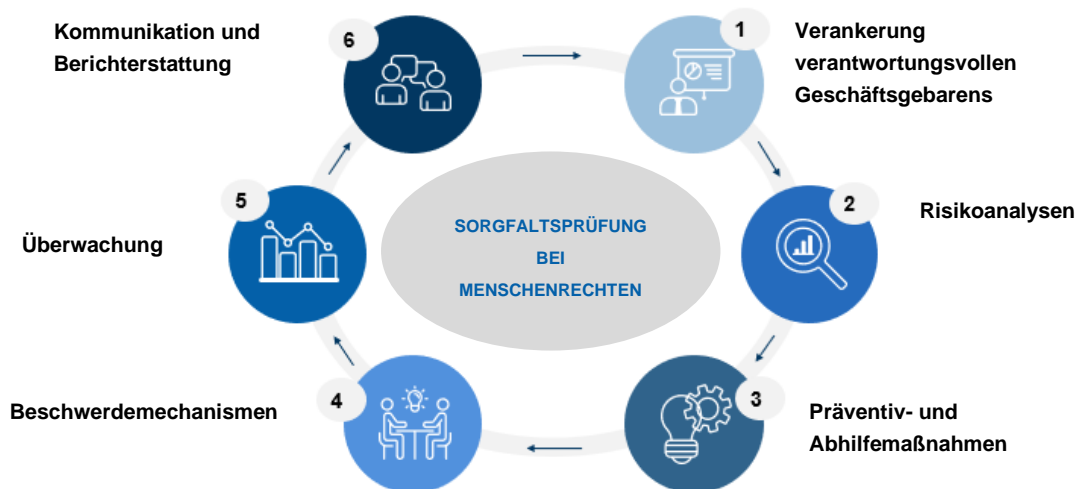 Kommunikation und
Berichterstattung
6
1
Verankerung
verantwortungsvollen
Geschäftsgebarens
5
Überwachung
SORGFALTSPRÜFUNG
BEI
MENSCHENRECHTEN
2
Risikoanalysen
Beschwerdemechanismen
4
3
Präventiv- und
Abhilfemaßnahmen